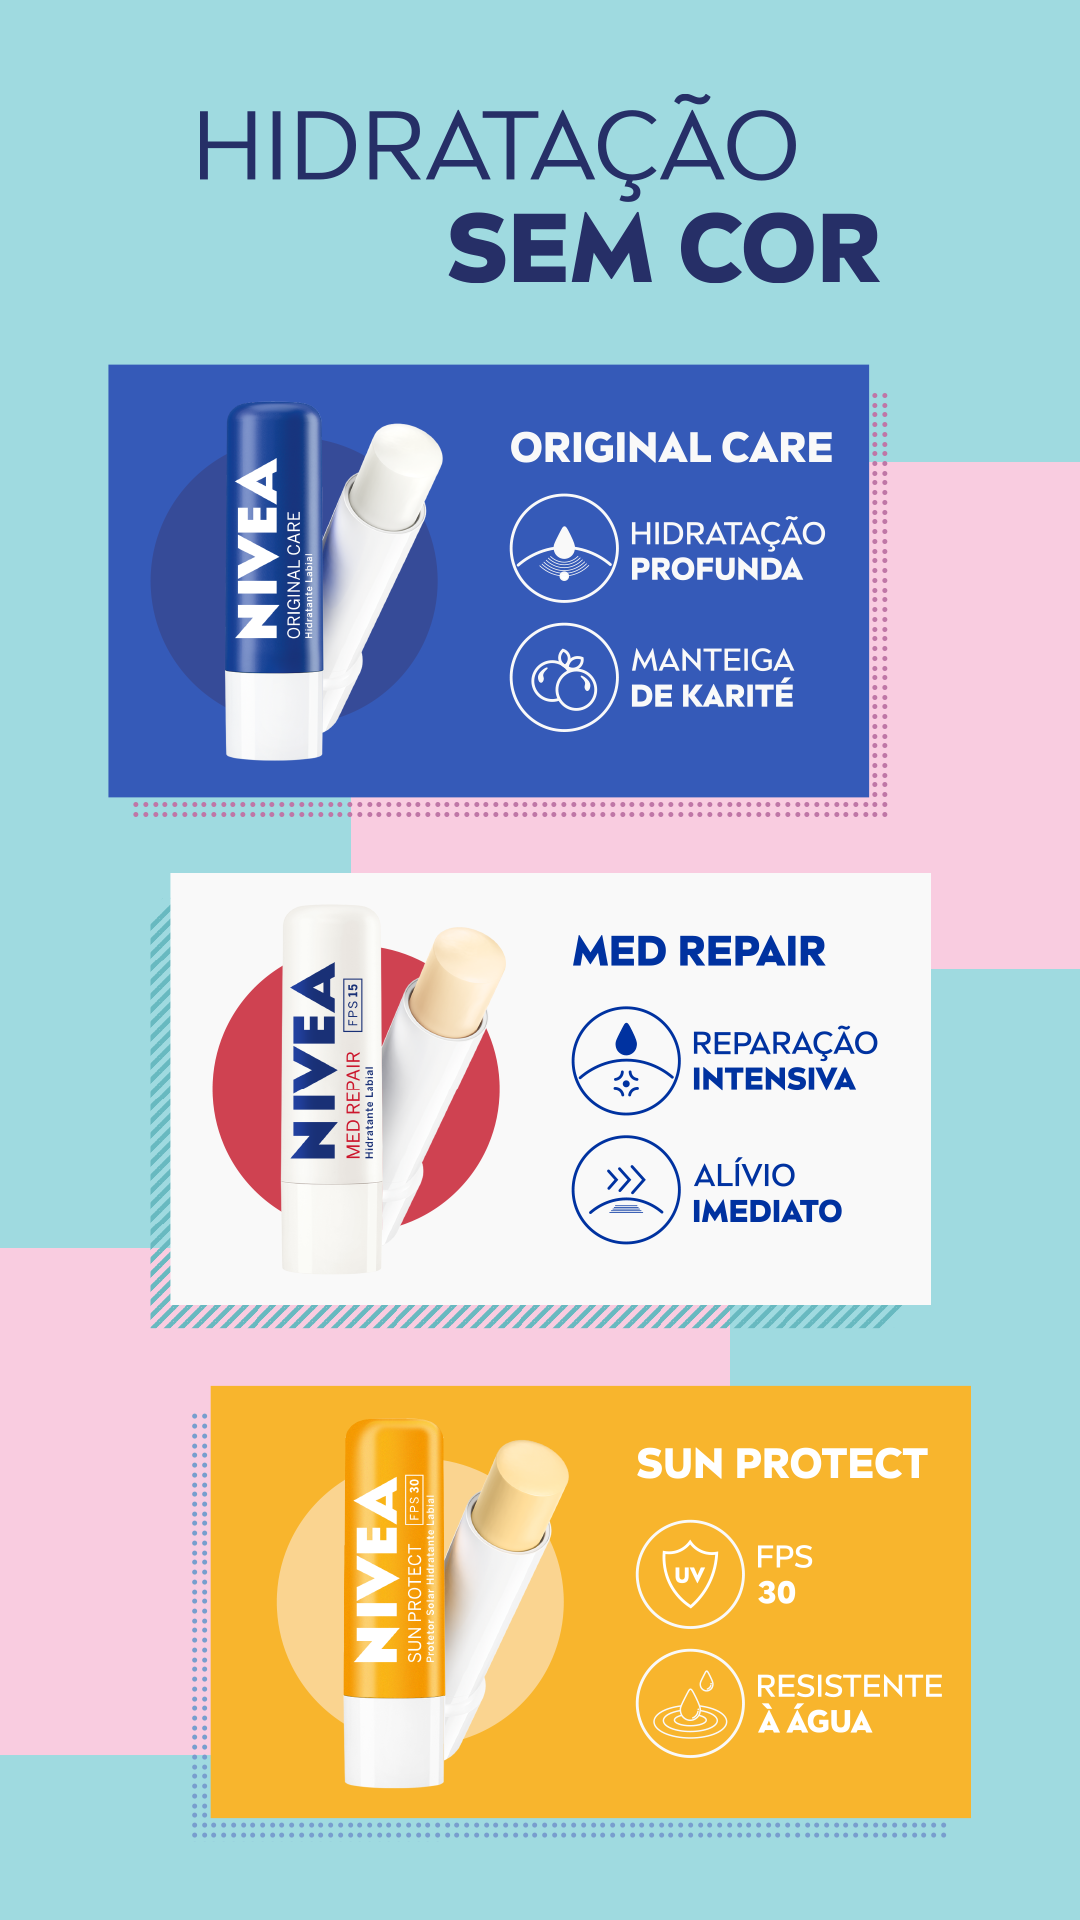 HIDRATAÇÃO
SEM COR
NIVEA
ORIGINAL CARE
Hidratante Labial
ORIGINAL CARE
HIDRATAÇÃO
PROFUNDA
MANTEIGA
DE KARITÉ
NIVEA
MED REPAIR
FPS 15
Hidratante Labial
MED REPAIR
REPARAÇÃO
INTENSIVA
ALÍVIO
IMEDIATO
NIVEA
SUN PROTECT
FPS 30
Protetor Solar Hidratante Labial
SUN PROTECT
UV
FPS
30
RESISTENTE
À ÁGUA